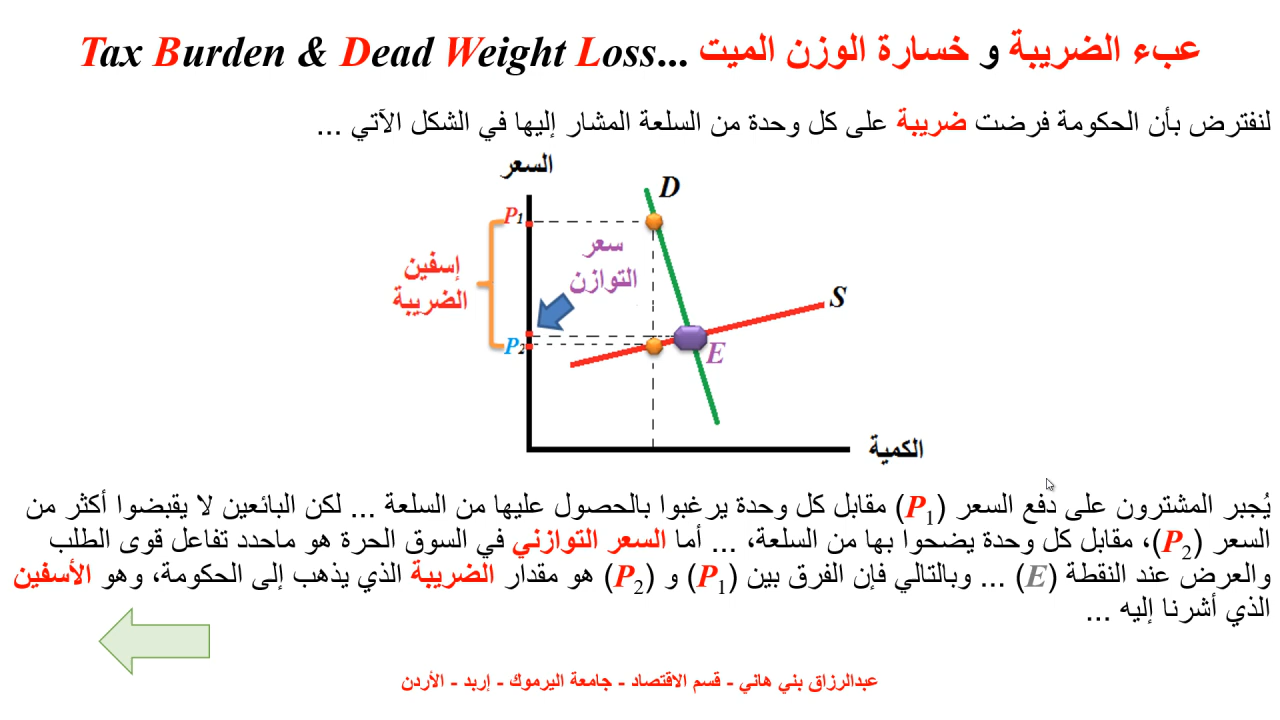 عبء الضريبة و خسارة الوزن الميت ...Tax Burden & Dead Weight Loss
لنفترض بأن الحكومة فرضت ضريبة على كل وحدة من السلعة المشار إليها في الشكل الآتي ...
السعر
D
P1
سعر
التوازن
إسفين
الضريبة
S
P2
E
الكمية
يُجبر المشترون على دفع السعر (P1) مقابل كل وحدة يرغبوا بالحصول عليها من السلعة ... لكن البائعين لا يقبضوا أكثر من
السعر (P2)، مقابل كل وحدة يضحوا بها من السلعة، ... أما السعر التوازني في السوق الحرة هو ماحدد تفاعل قوى الطلب
والعرض عند النقطة (E) ... وبالتالي فإن الفرق بين (P1) و (P2) هو مقدار الضريبة الذي يذهب إلى الحكومة، وهو الأسفين
الذي أشرنا إليه ...
عبدالرزاق بني هاني - قسم الاقتصاد - جامعة اليرموك - إربد - الأردن